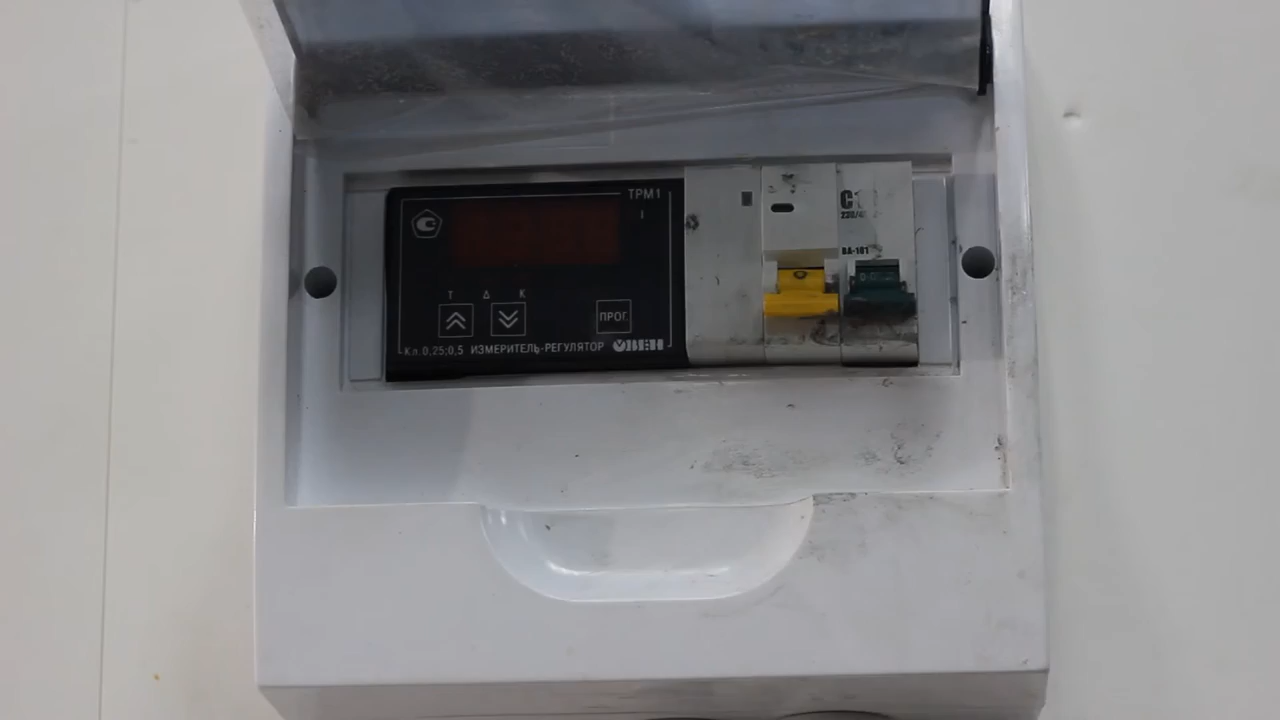 ТРМ1
Т Δ К
ПРОГ.
Кл.0,25;0,5 ИЗМЕРИТЕЛЬ-РЕГУЛЯТОР ОВЕН
ВА-101